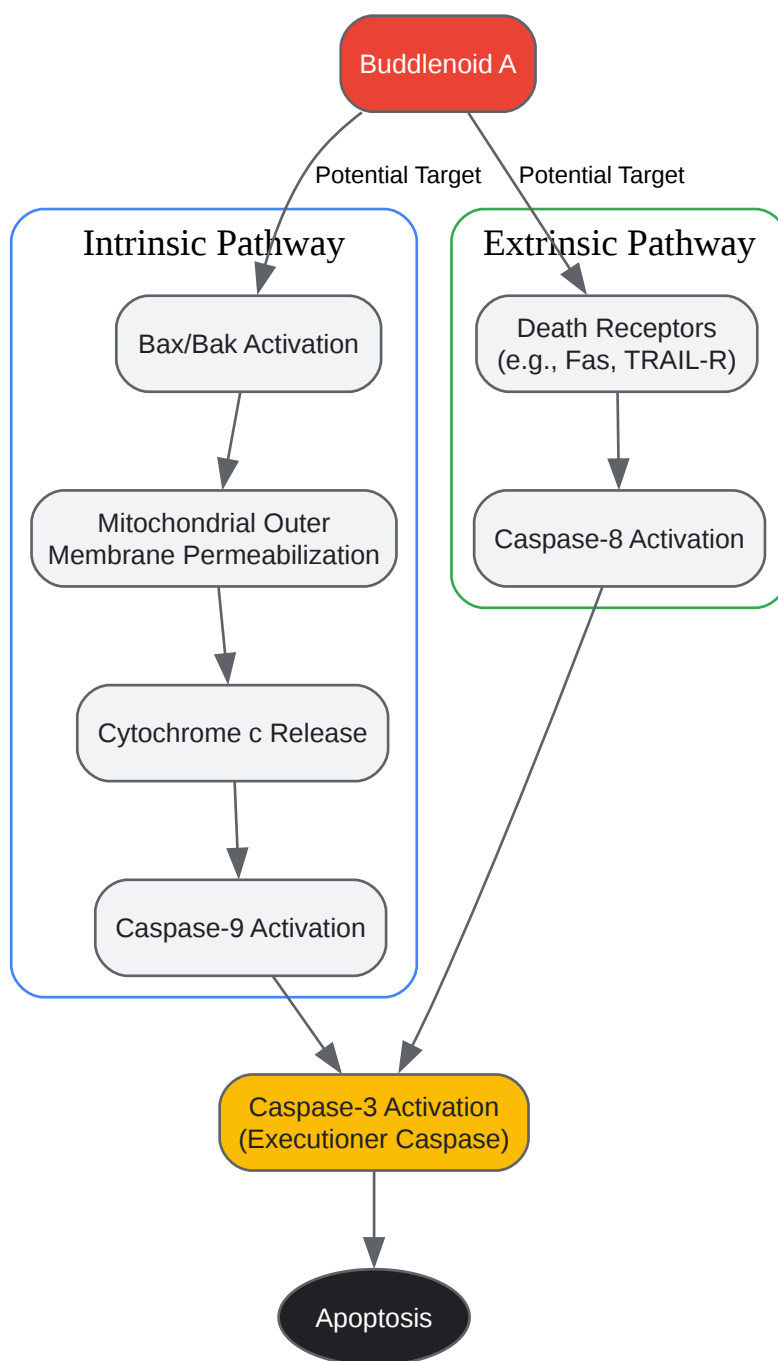 Buddlenoid A
Potential Target
Potential Target
Intrinsic Pathway
Extrinsic Pathway
Bax/Bak Activation
Death Receptors
(e.g., Fas, TRAIL-R)
Mitochondrial Outer
Membrane Permeabilization
Caspase-8 Activation
Cytochrome c Release
Caspase-9 Activation
Caspase-3 Activation
(Executioner Caspase)
Apoptosis